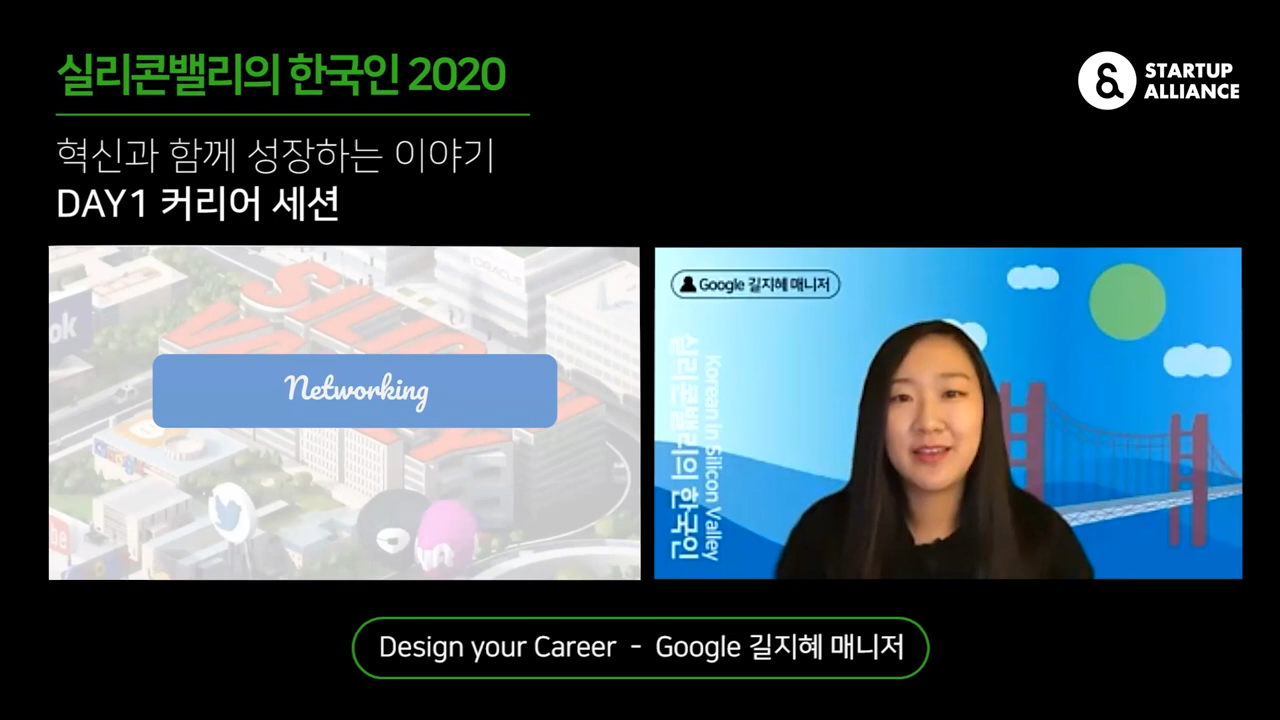 실리콘밸리의 한국인 2020
STARTUP
ALLIANCE
혁신과 함께 성장하는 이야기
DAY1 커리어 세션
ORACLE
SILICON
ok
Networking
Google 길지혜 매니저
Korean in Silicon Valley
실리콘밸리의 한국인
Design your Career - Google 길지혜 매니저